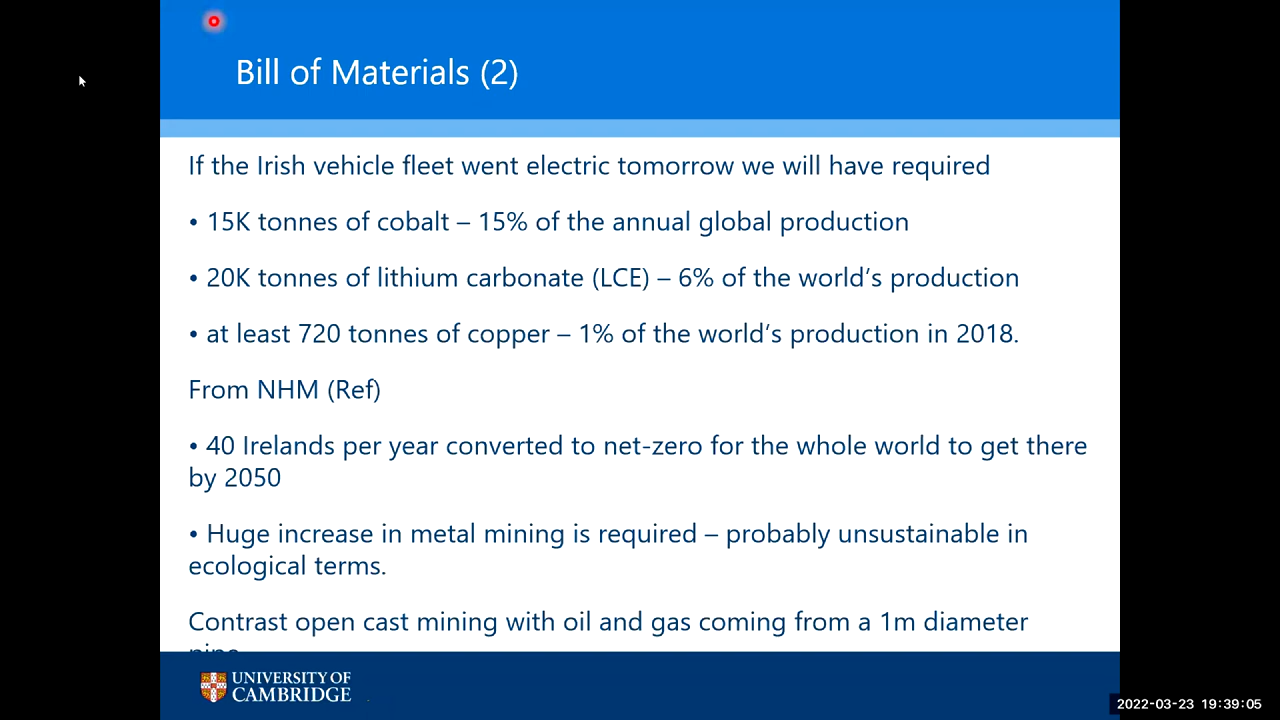 Bill of Materials (2)
If the Irish vehicle fleet went electric tomorrow we will have required
• 15K tonnes of cobalt – 15% of the annual global production
• 20K tonnes of lithium carbonate (LCE) – 6% of the world's production
• at least 720 tonnes of copper – 1% of the world's production in 2018.
From NHM (Ref)
• 40 Irelands per year converted to net-zero for the whole world to get there
by 2050
• Huge increase in metal mining is required – probably unsustainable in
ecological terms.
Contrast open cast mining with oil and gas coming from a 1m diameter
UNIVERSITY OF
CAMBRIDGE
2022-03-23 19:39:05